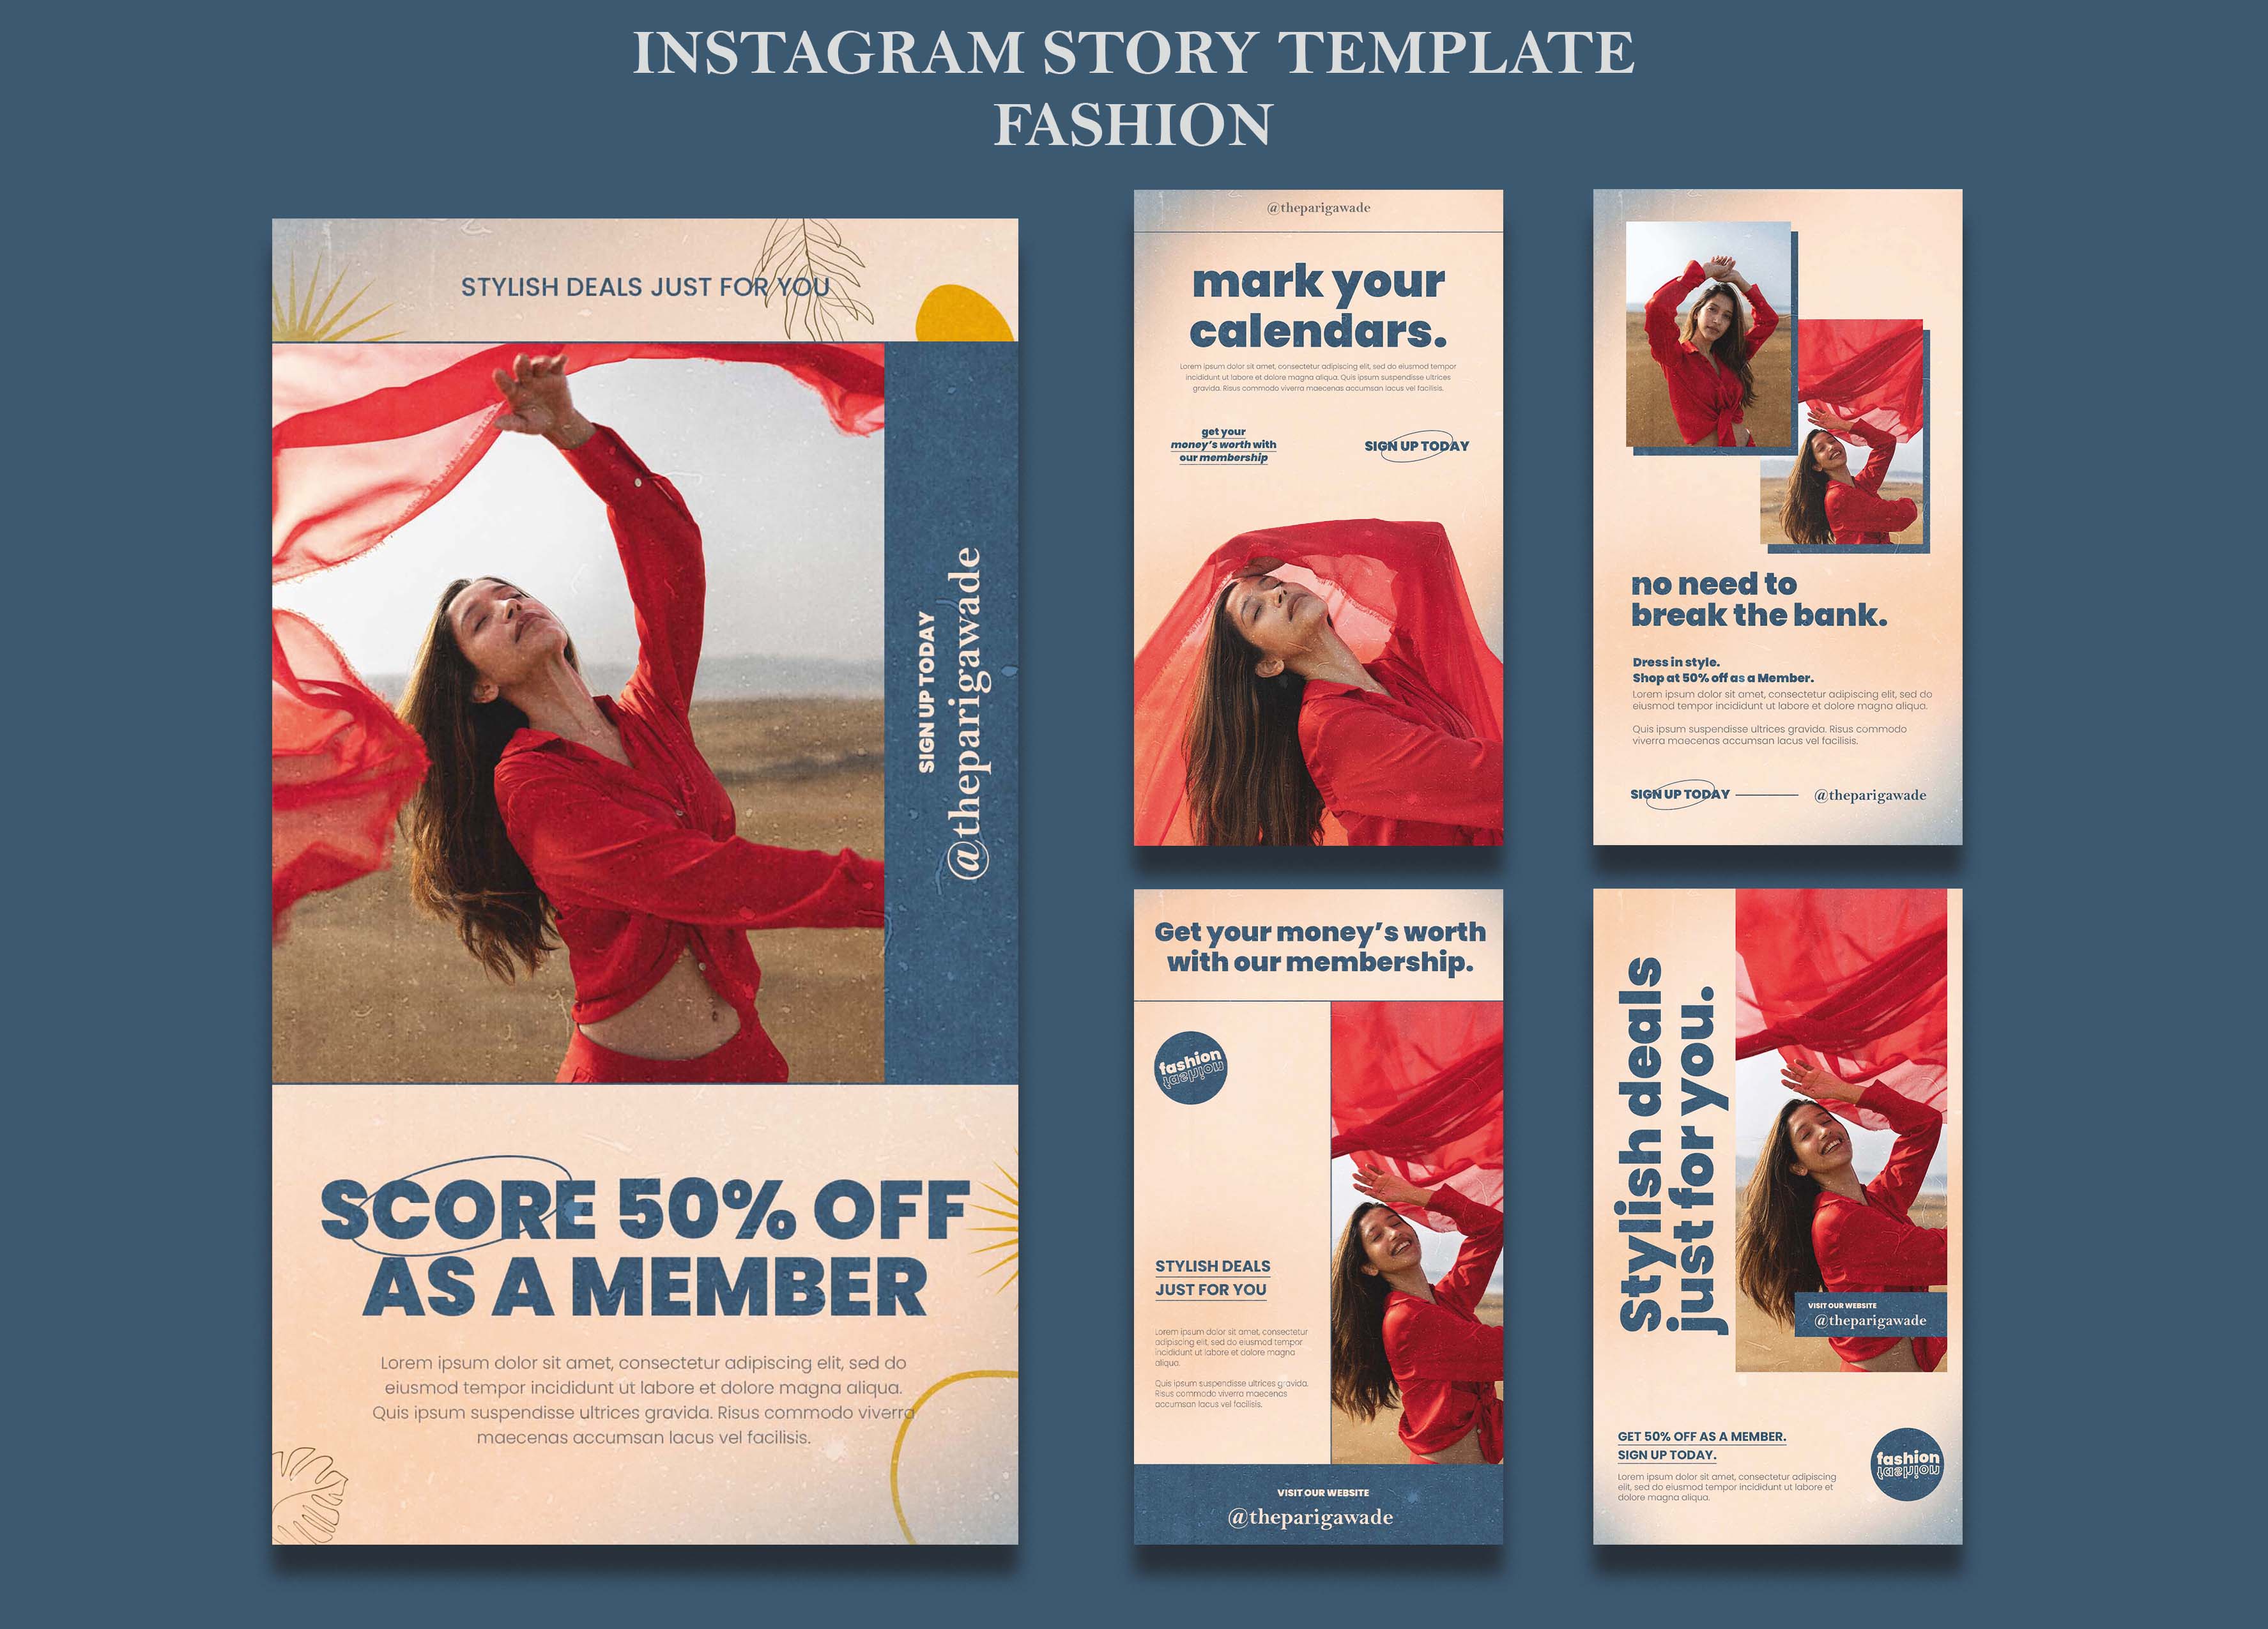 INSTAGRAM STORY TEMPLATE
FASHION
STYLISH DEALS JUST FOR YOU
SIGN UP TODAY
@theparigawade
SCORE 50% OFF
AS A MEMBER
Lorem ipsum dolor sit amet, consectetur adipiscing elit, sed do
eiusmod tempor incididunt ut labore et dolore magna aliqua.
Quis ipsum suspendisse ultrices gravida. Risus commodo viverra
maecenas accumsan lacus vel facilisis.
@theparigawade
mark your
calendars.
Lorem ipsum dolor sit amet, consectetur adipiscing elit, sed do eiusmod tempor
incididunt ut labore et dolore magna aliqua. Quis ipsum suspendisse ultrices
gravida. Risus commodo viverra maecenas accumsan lacus vel facilisis.
get your
money's worth with
our membership
SIGN UP TODAY
no need to
break the bank.
Dress in style.
Shop at 50% off as a Member.
Lorem ipsum dolor sit amet, consectetur adipiscing elit, sed do
eiusmod tempor incididunt ut labore et dolore magna aliqua.
Quis ipsum suspendisse ultrices gravida. Risus commodo
viverra maecenas accumsan lacus vel facilisis.
SIGN UP TODAY
@theparigawade
Get your money's worth
with our membership.
fashion
fashion
STYLISH DEALS
JUST FOR YOU
Lorem ipsum dolor sit amet, consectetur
adipiscing elit, sed do eiusmod tempor
incididunt ut labore et dolore magna
aliqua.
Quis ipsum suspendisse ultrices gravida.
Risus commodo viverra maecenas
accumsan lacus vel facilisis.
VISIT OUR WEBSITE
@theparigawade
Stylish deals
just for you.
VISIT OUR WEBSITE
@theparigawade
GET 50% OFF AS A MEMBER.
SIGN UP TODAY.
Lorem ipsum dolor sit amet, consectetur adipiscing
elit, sed do eiusmod tempor incididunt ut labore et
dolore magna aliqua.
fashion
fashion